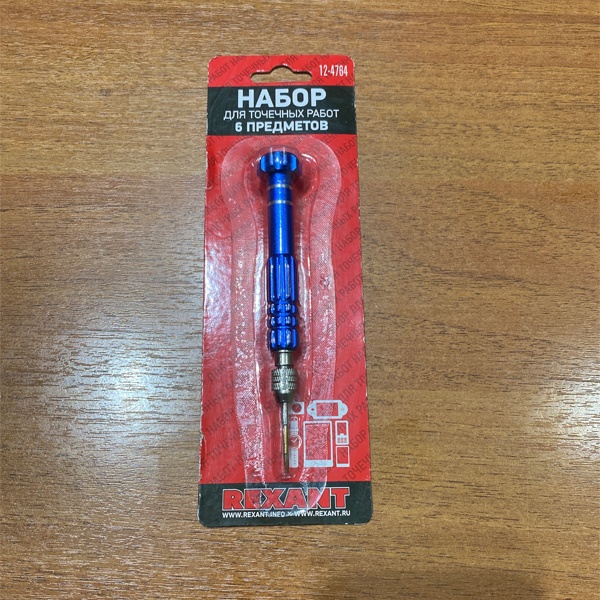 12-4764
НАБОР
ДЛЯ ТОЧЕЧНЫХ РАБОТ
6 ПРЕДМЕТОВ
REXANT
WWW.REXANT.INFO WWW.REXANT.RU